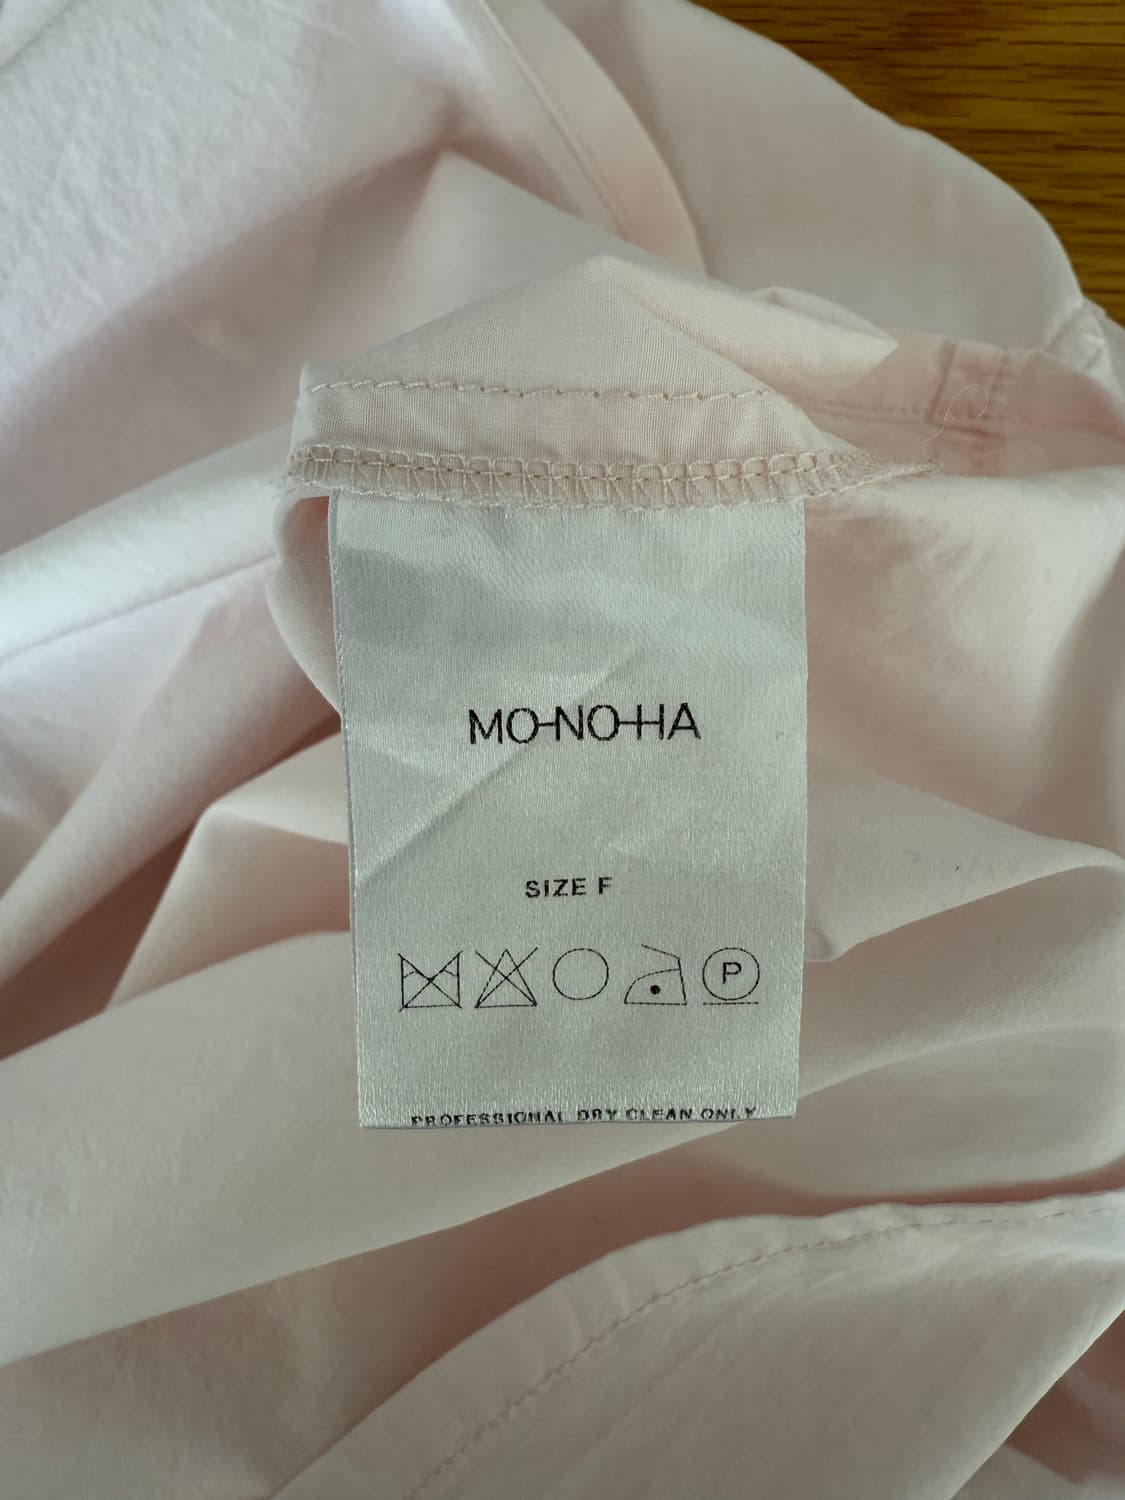 MO-NO-HA
SIZE F
P
PROFESSIONAL DRY CLEAN ONLY